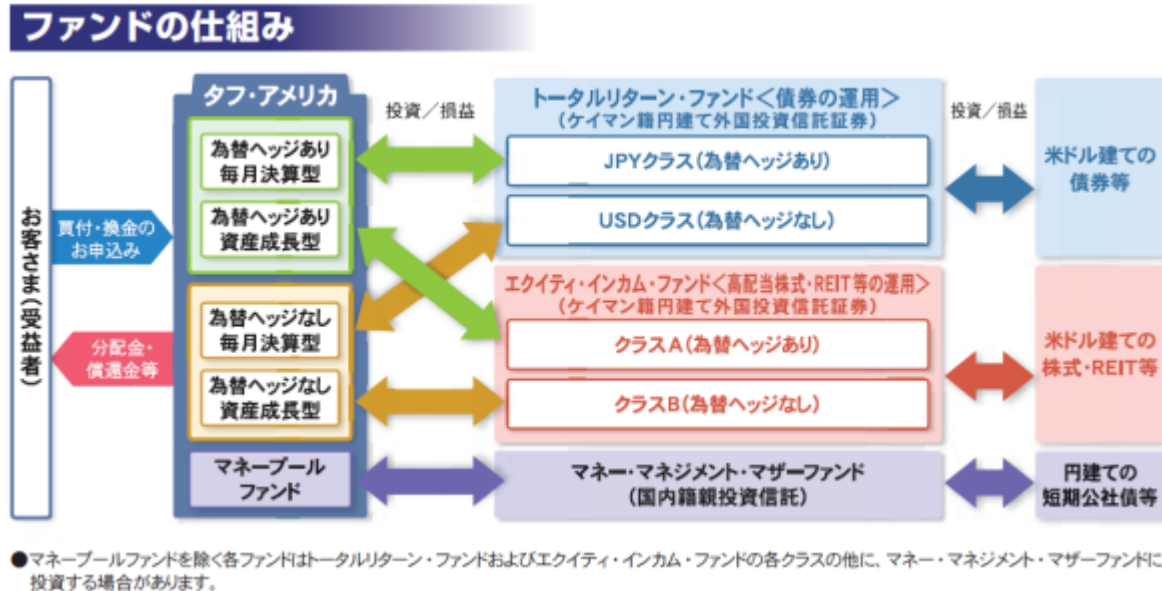 ファンドの仕組み
お客さま(受益者)
買付・換金の
お申込み
分配金・
償還金等
タフ・アメリカ
為替ヘッジあり
毎月決算型
為替ヘッジあり
資産成長型
為替ヘッジなし
毎月決算型
為替ヘッジなし
資産成長型
マネープール
ファンド
投資/損益
トータルリターン・ファンド<債券の運用>
(ケイマン籍円建て外国投資信託証券)
JPYクラス(為替ヘッジあり)
USDクラス(為替ヘッジなし)
エクイティ・インカム・ファンド<高配当株式・REIT等の運用>
(ケイマン籍円建て外国投資信託証券)
クラスA(為替ヘッジあり)
クラスB(為替ヘッジなし)
マネー・マネジメント・マザーファンド
(国内籍親投資信託)
投資/損益
米ドル建ての
債券等
米ドル建ての
株式・REIT等
円建ての
短期公社債等
●マネープールファンドを除く各ファンドはトータルリターン・ファンドおよびエクイティ・インカム・ファンドの各クラスの他に、マネー・マネジメント・マザーファンドに
投資する場合があります。